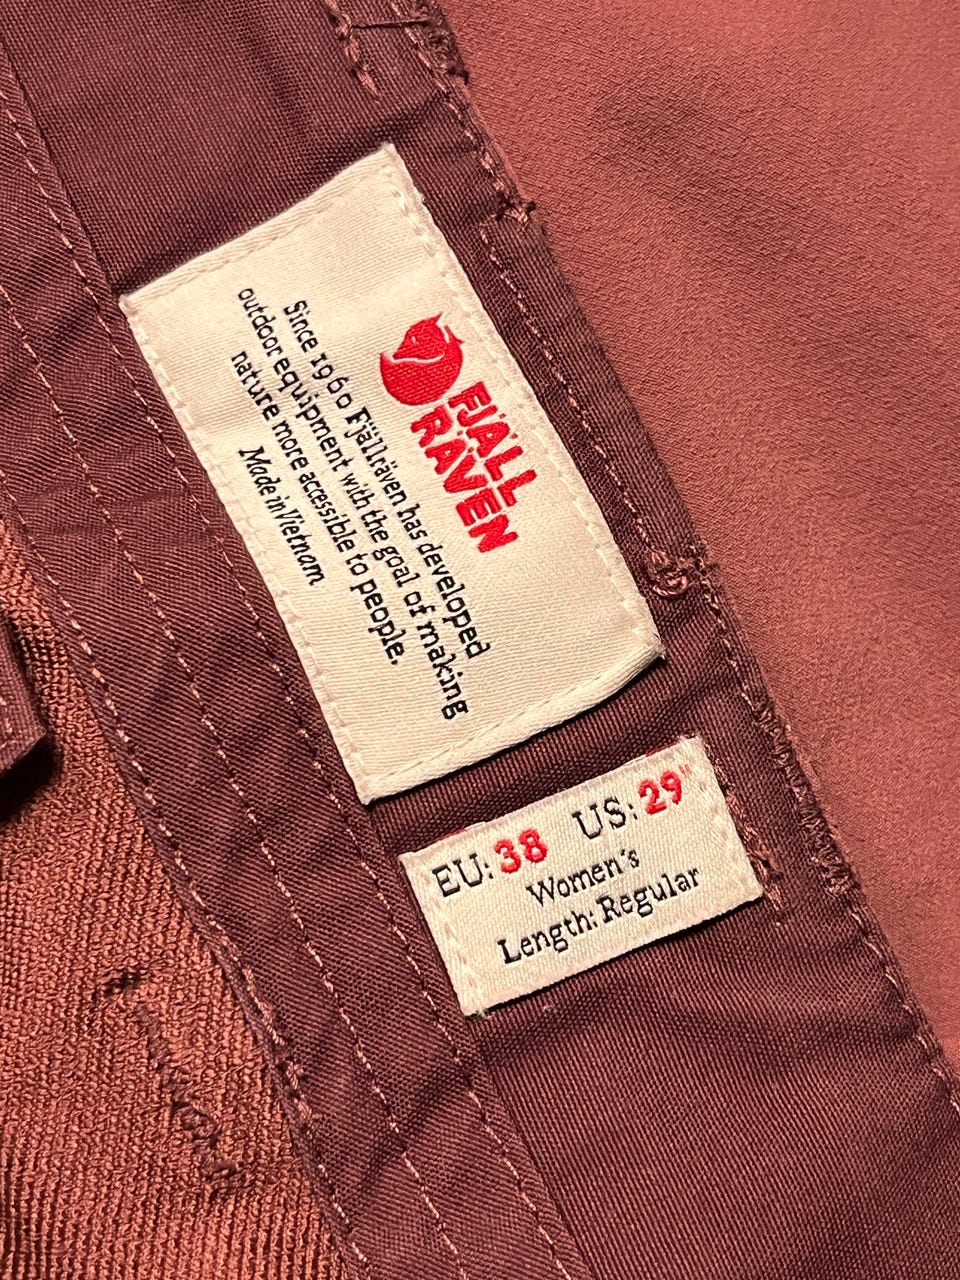 FJÄLL
RÄVEN
Since 1960 Fjällräven has developed
outdoor equipment with the goal of making
nature more accessible to people.
Made in Vietnam
EU: 38 US: 29"
Women´s
Length: Regular